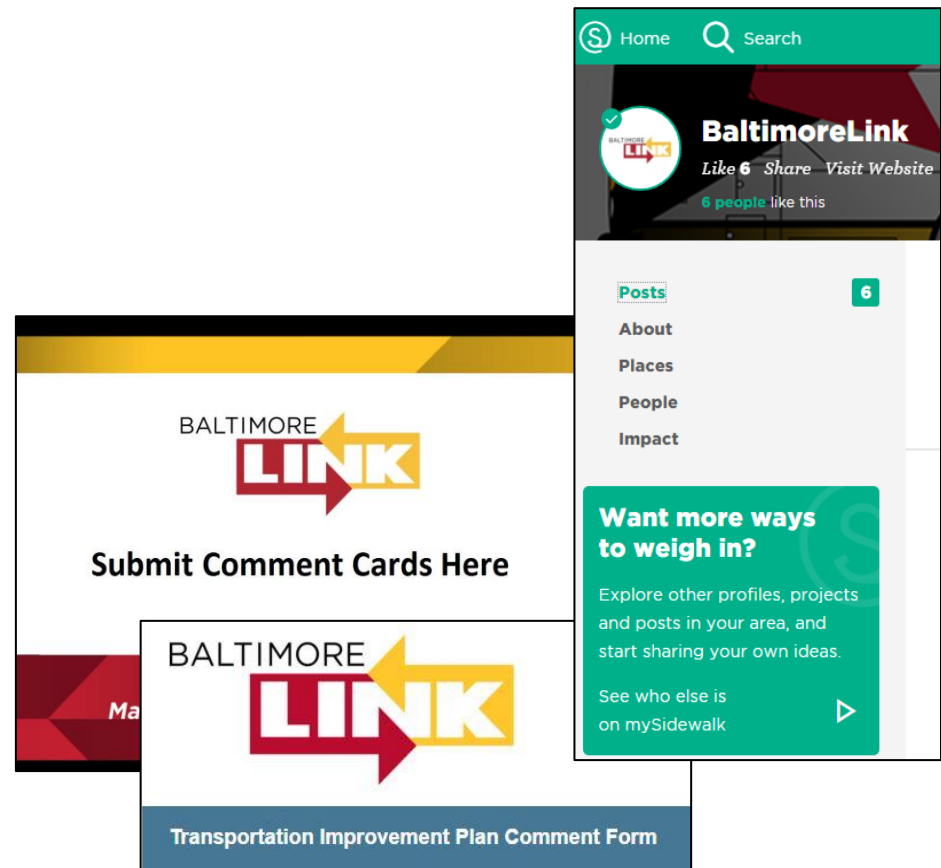 Home
Search
BALTIMORE
LINK
BaltimoreLink
Like 6 Share Visit Website
6 people like this
Posts
6
About
Places
People
Impact
Want more ways
to weigh in?
Explore other profiles, projects
and posts in your area, and
start sharing your own ideas.
See who else is
on mySidewalk
BALTIMORE
LINK
Submit Comment Cards Here
Ma
BALTIMORE
LINK
Transportation Improvement Plan Comment Form